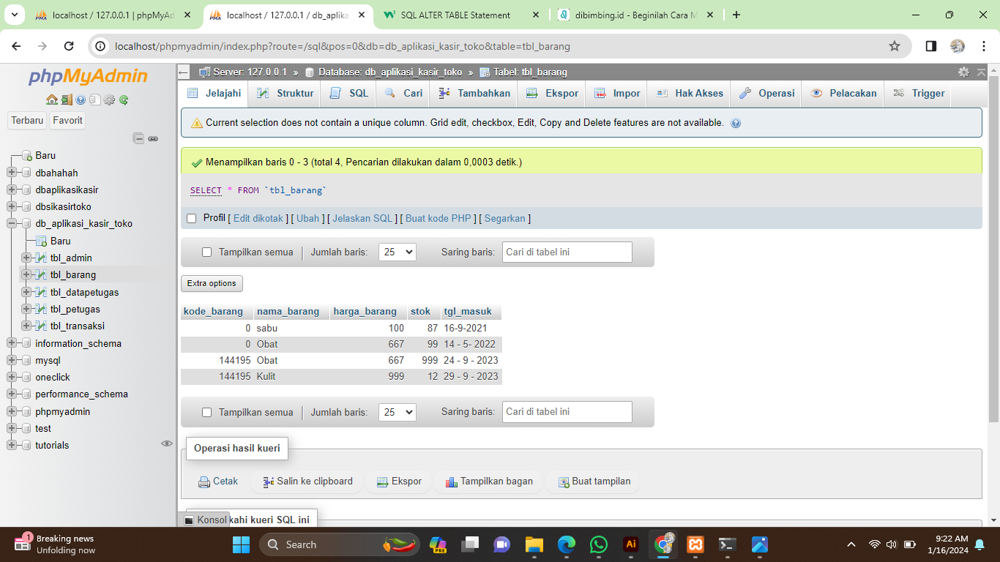 localhost / 127.0.0.1 | phpMyAd
localhost / 127.0.0.1 / db_aplika
SQL ALTER TABLE Statement
dibimbing.id - Beginilah Cara M
localhost/phpmyadmin/index.php?route=/sql&pos=0&db=db_aplikasi_kasir_toko&table=tbl_barang
phpMyAdmin
Terbaru Favorit
Baru
dbahahah
dbaplikasikasir
dbsikasirtoko
db_aplikasi_kasir_toko
Baru
tbl_admin
tbl_barang
tbl_datapetugas
tbl_petugas
tbl_transaksi
information_schema
mysql
oneclick
performance_schema
phpmyadmin
test
tutorials
Server: 127.0.0.1 » Database: db_aplikasi_kasir_toko » Tabel: tbl_barang
Jelajahi Struktur SQL Cari Tambahkan Ekspor Impor Hak Akses Operasi Pelacakan Trigger
Current selection does not contain a unique column. Grid edit, checkbox, Edit, Copy and Delete features are not available.
Menampilkan baris 0 - 3 (total 4, Pencarian dilakukan dalam 0,0003 detik.)
SELECT * FROM `tbl_barang`
Profil [ Edit dikotak ] [ Ubah ] [ Jelaskan SQL ] [ Buat kode PHP ] [ Segarkan ]
Tampilkan semua | Jumlah baris: 25 Saring baris: Cari di tabel ini
Extra options
kode_barang nama_barang harga_barang stok tgl_masuk
0 sabu 100 87 16-9-2021
0 Obat 667 99 14 - 5- 2022
144195 Obat 667 999 24 - 9 - 2023
144195 Kulit 999 12 29 - 9 - 2023
Tampilkan semua | Jumlah baris: 25 Saring baris: Cari di tabel ini
Operasi hasil kueri
Cetak Salin ke clipboard Ekspor Tampilkan bagan Buat tampilan
Konsol kahi kueri SQL ini
1 Breaking news
Unfolding now
Search
PRE
Ai
9:22 AM
1/16/2024